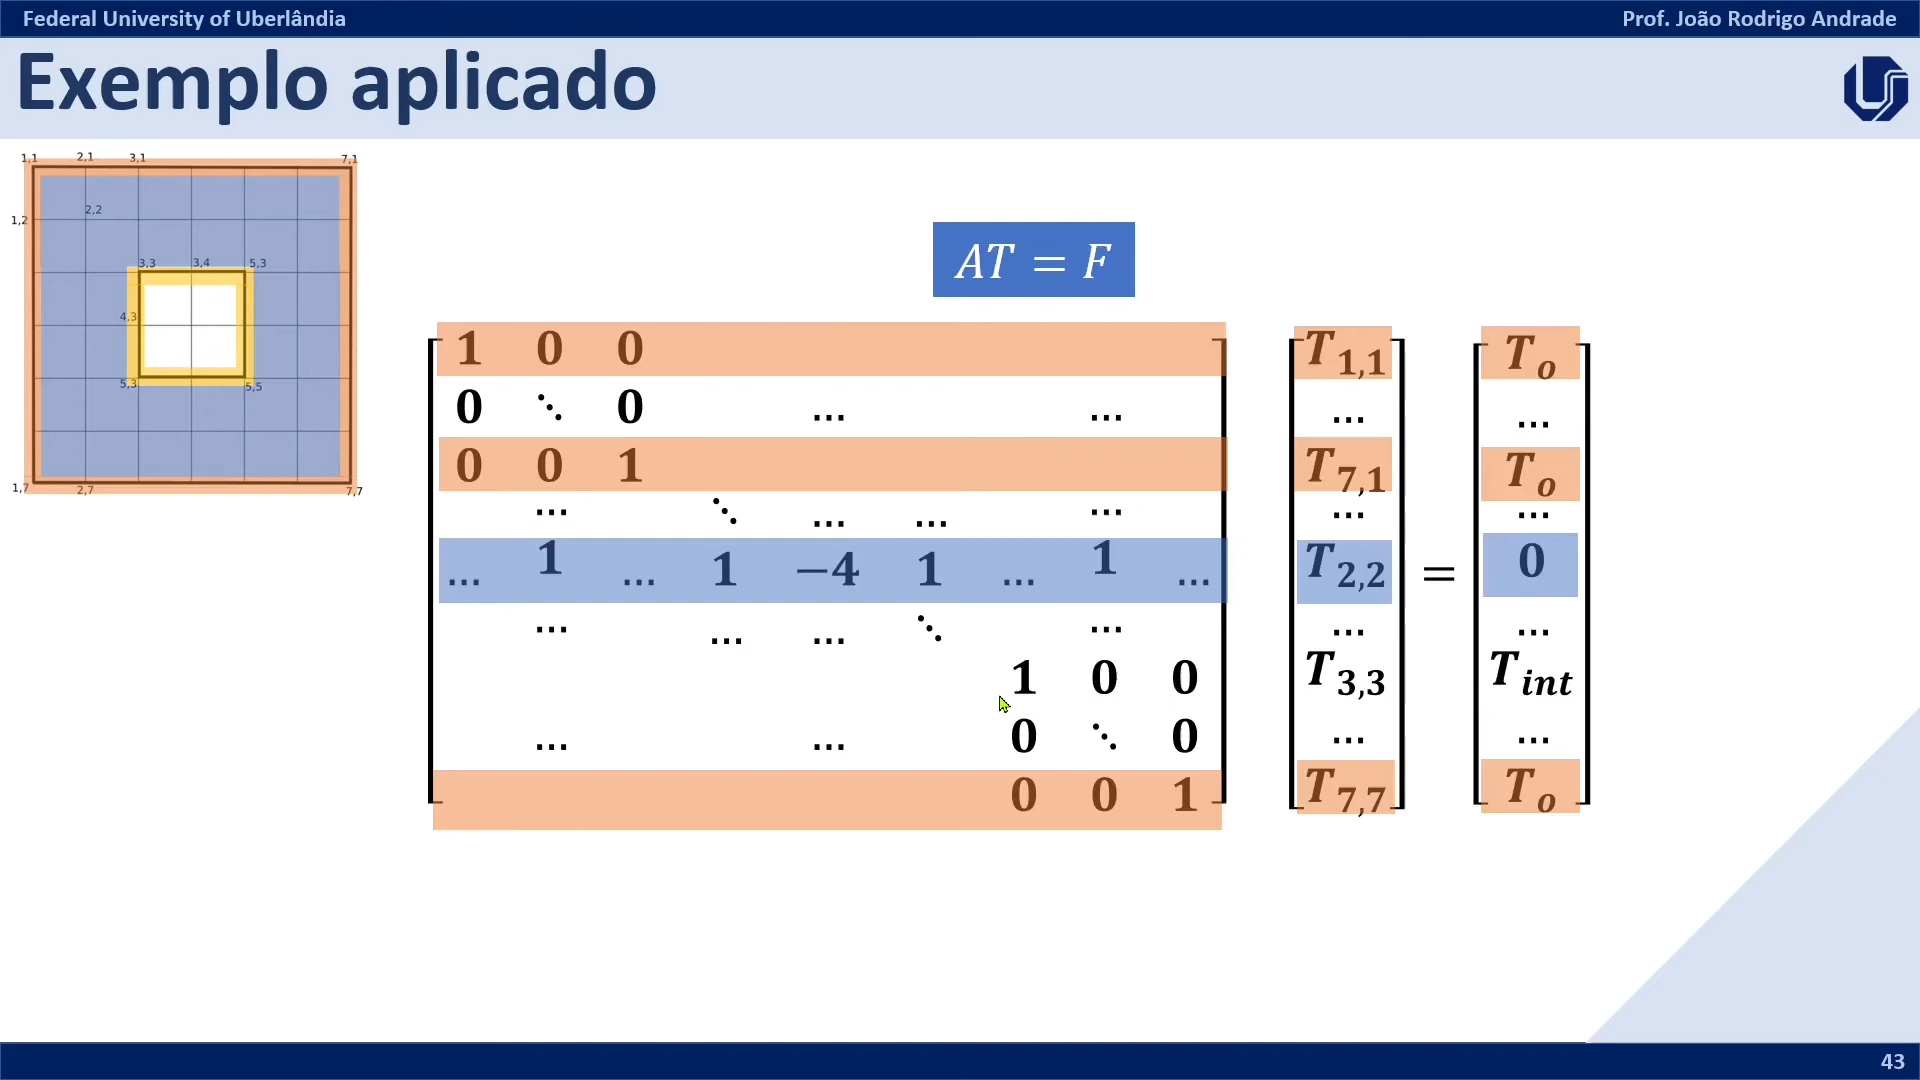 Federal University of Uberlândia
Prof. João Rodrigo Andrade
Exemplo aplicado
1,1 2,1 3,1 7,1
1,2 2,2
3,3 3,4 5,3
4,3
5,3 5,5
1,7 2,7 7,7
AT = F
1 0 0 T1,1 To
0 ⋱ 0 ... ... ... ...
0 0 1 T7,1 To
... ⋱ ... ... ... ... ...
... 1 ... 1 −4 1 ... 1 ... T2,2 = 0
... ... ... ⋱ ... ... ...
1 0 0 T3,3 Tint
... ... 0 ⋱ 0 ... ...
0 0 1 T7,7 To
43